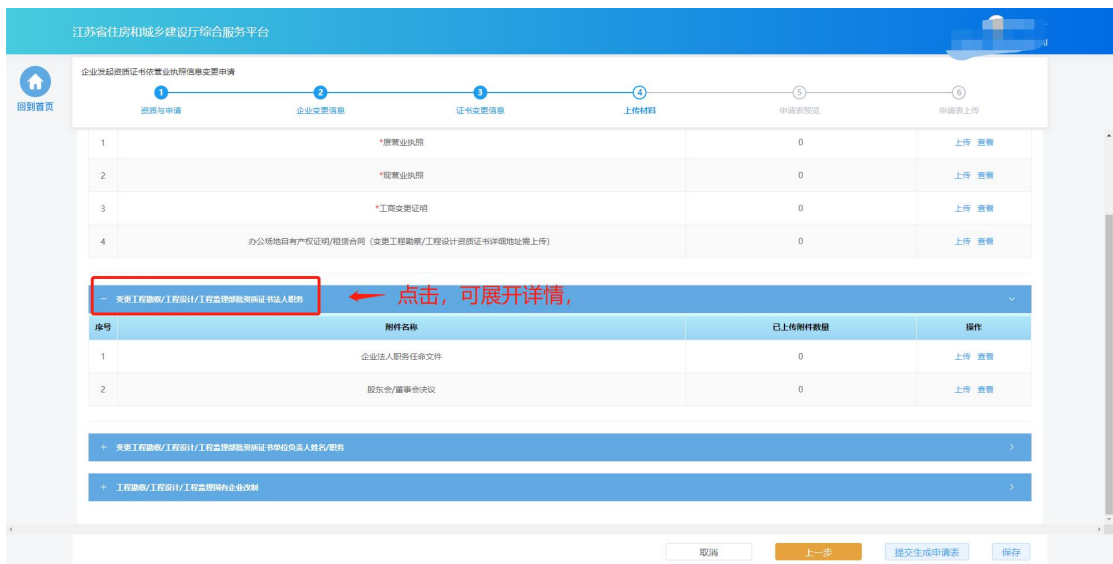 江苏省住房和城乡建设厅综合服务平台
企业发起资质证书依营业执照信息变更申请
回到首页
1 2 3 4 5 6
资质与申请 企业变更信息 证书变更信息 上传材料 申请表预览 申请表上传
1 *原营业执照 0 上传 查看
2 *现营业执照 0 上传 查看
3 *工商变更证明 0 上传 查看
4 办公场地自有产权证明/租赁合同（变更工程勘察/工程设计资质证书详细地址需上传） 0 上传 查看
变更工程勘察/工程设计/工程监理部批资质证书法人职务 点击，可展开详情，
序号 附件名称 已上传附件数量 操作
1 企业法人职务任命文件 0 上传 查看
2 股东会/董事会决议 0 上传 查看
变更工程勘察/工程设计/工程监理部批资质证书单位负责人姓名/职务
工程勘察/工程设计/工程监理国有企业改制
取消 上一步 提交生成申请表 保存